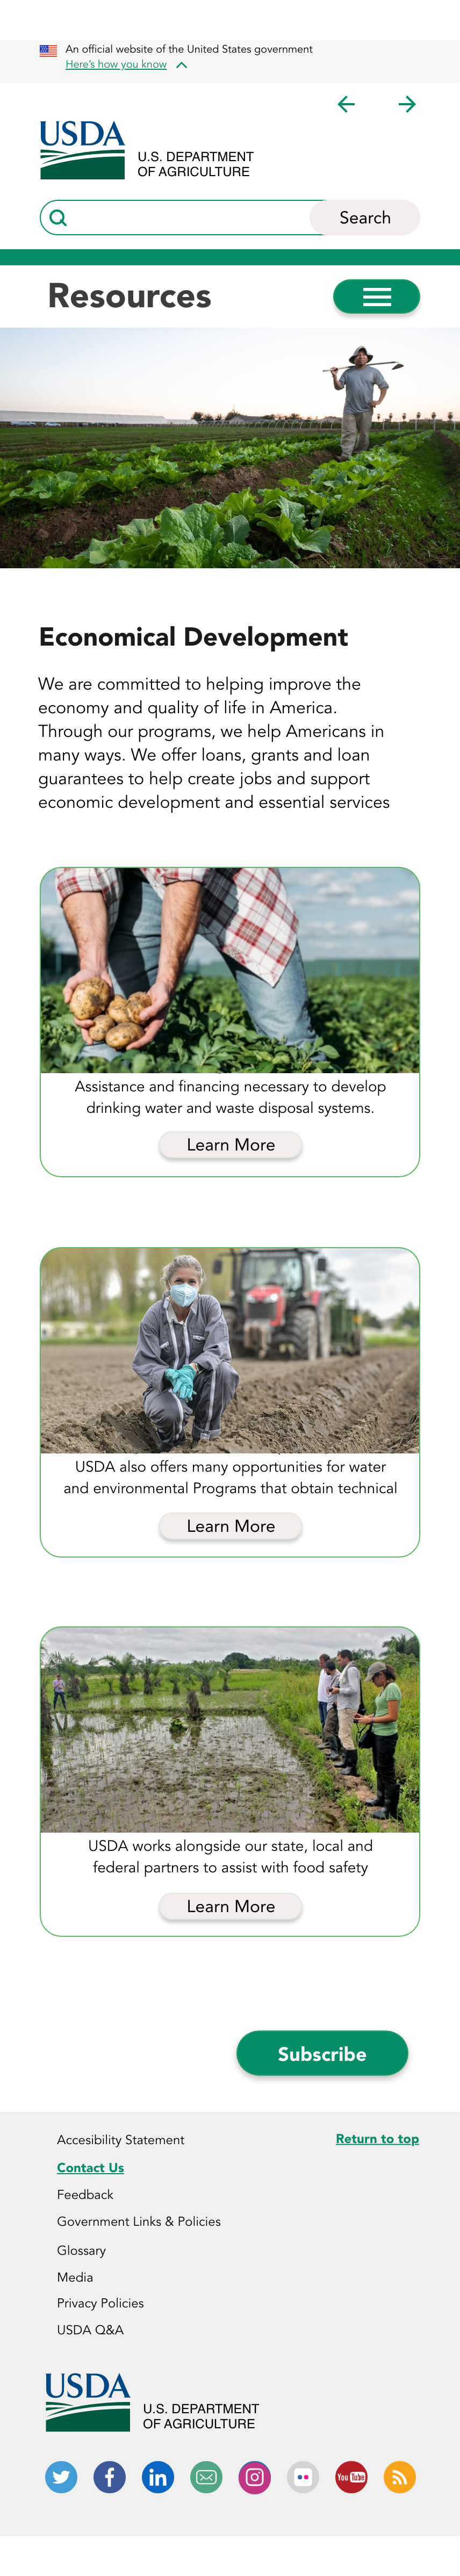 An official website of the United States government
Here's how you know
USDA
U.S. DEPARTMENT
OF AGRICULTURE
Search
Resources
Economical Development
We are committed to helping improve the
economy and quality of life in America.
Through our programs, we help Americans in
many ways. We offer loans, grants and loan
guarantees to help create jobs and support
economic development and essential services
Assistance and financing necessary to develop
drinking water and waste disposal systems.
Learn More
USDA also offers many opportunities for water
and environmental Programs that obtain technical
Learn More
USDA works alongside our state, local and
federal partners to assist with food safety
Learn More
Subscribe
Accesibility Statement
Return to top
Contact Us
Feedback
Government Links & Policies
Glossary
Media
Privacy Policies
USDA Q&A
USDA
U.S. DEPARTMENT
OF AGRICULTURE
You Tube